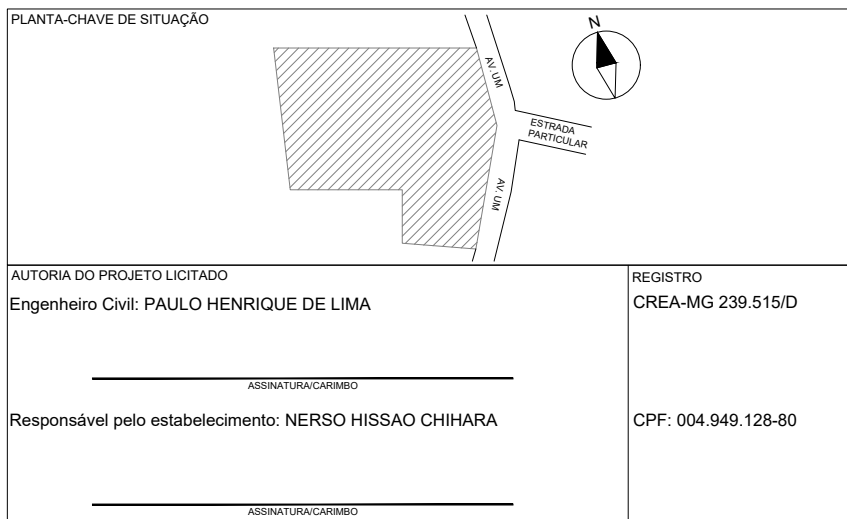 PLANTA-CHAVE DE SITUAÇÃO
N
AV. UM
ESTRADA
PARTICULAR
AV. UM
AUTORIA DO PROJETO LICITADO
REGISTRO
Engenheiro Civil: PAULO HENRIQUE DE LIMA
CREA-MG 239.515/D
ASSINATURA/CARIMBO
Responsável pelo estabelecimento: NERSO HISSAO CHIHARA
CPF: 004.949.128-80
ASSINATURA/CARIMBO